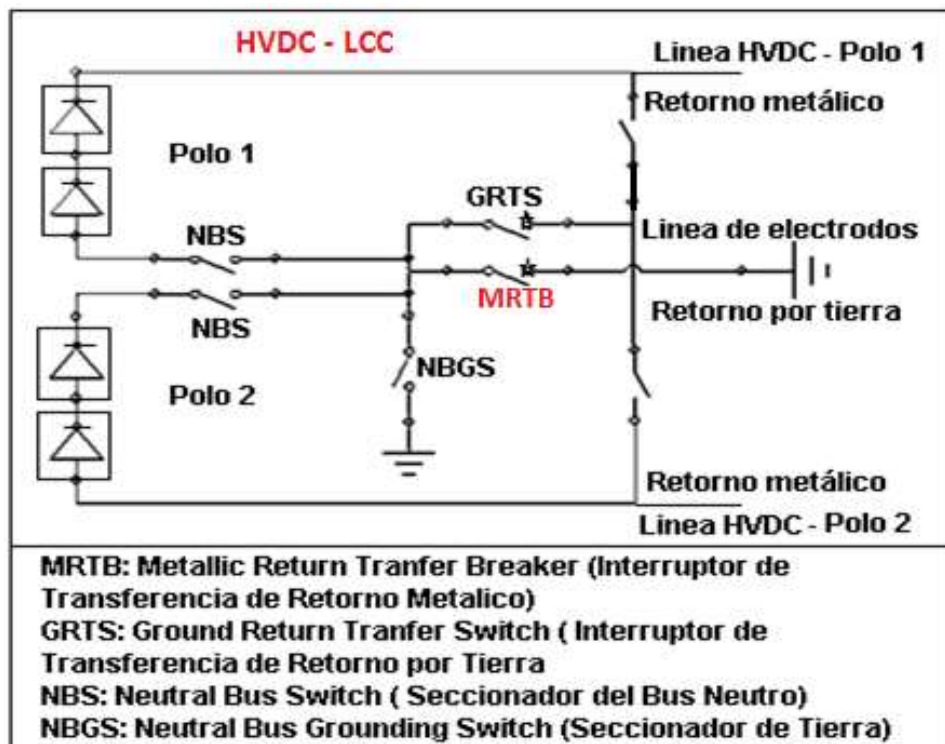 HVDC - LCC
Linea HVDC - Polo 1
Retorno metálico
Polo 1
GRTS
NBS
Linea de electrodos
MRTB
NBS
Retorno por tierra
NBGS
Polo 2
Retorno metálico
Linea HVDC - Polo 2
MRTB: Metallic Return Tranfer Breaker (Interruptor de
Transferencia de Retorno Metalico)
GRTS: Ground Return Tranfer Switch ( Interruptor de
Transferencia de Retorno por Tierra
NBS: Neutral Bus Switch ( Seccionador del Bus Neutro)
NBGS: Neutral Bus Grounding Switch (Seccionador de Tierra)